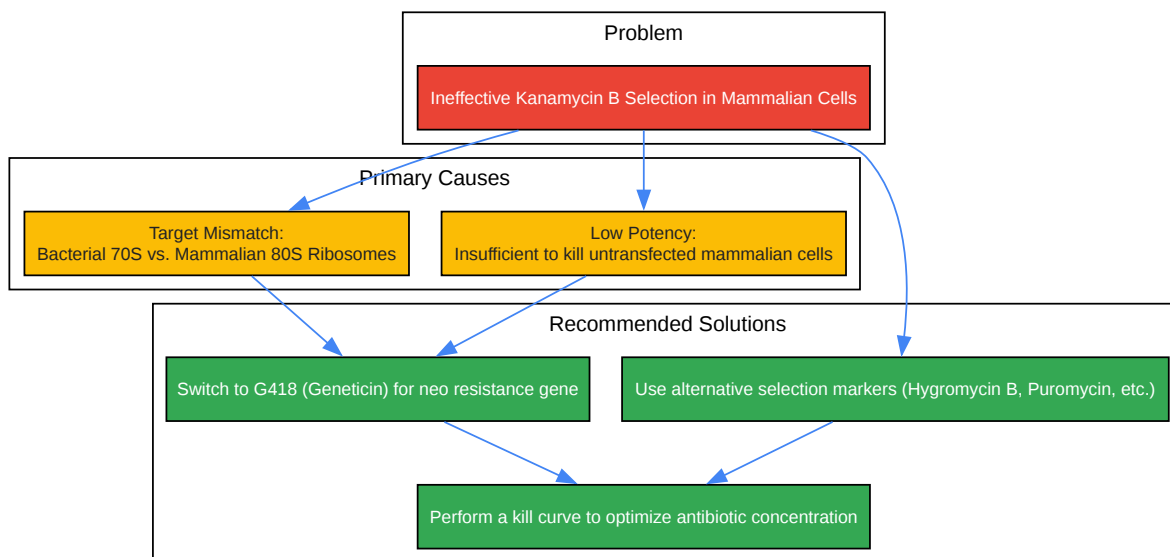 Problem
Ineffective Kanamycin B Selection in Mammalian Cells
Primary Causes
Target Mismatch:
Bacterial 70S vs. Mammalian 80S Ribosomes
Low Potency:
Insufficient to kill untransfected mammalian cells
Recommended Solutions
Switch to G418 (Geneticin) for neo resistance gene
Use alternative selection markers (Hygromycin B, Puromycin, etc.)
Perform a kill curve to optimize antibiotic concentration